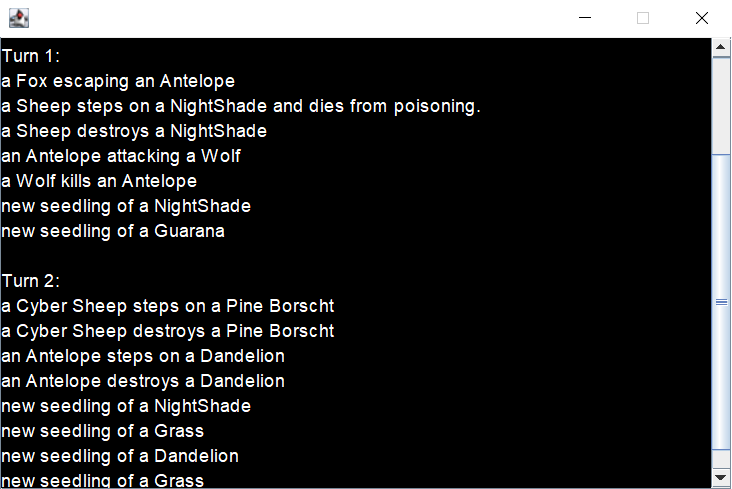 Turn 1:
a Fox escaping an Antelope
a Sheep steps on a NightShade and dies from poisoning.
a Sheep destroys a NightShade
an Antelope attacking a Wolf
a Wolf kills an Antelope
new seedling of a NightShade
new seedling of a Guarana
Turn 2:
a Cyber Sheep steps on a Pine Borscht
a Cyber Sheep destroys a Pine Borscht
an Antelope steps on a Dandelion
an Antelope destroys a Dandelion
new seedling of a NightShade
new seedling of a Grass
new seedling of a Dandelion
new seedling of a Grass